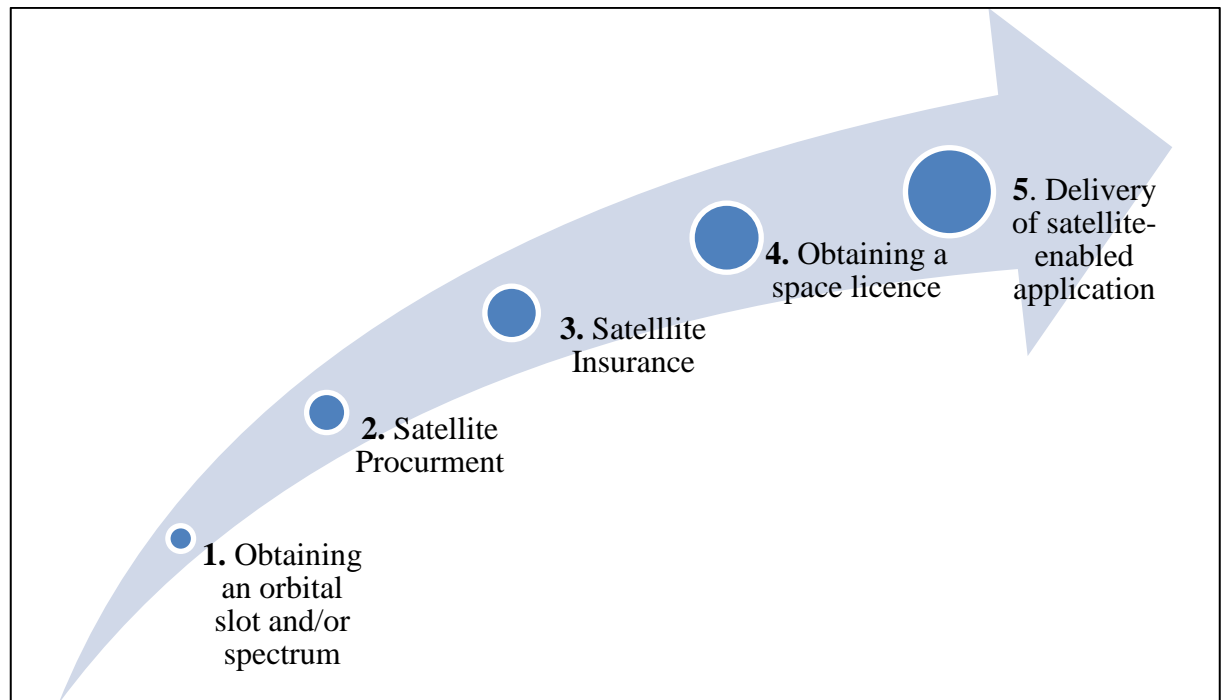 1. Obtaining
an orbital
slot and/or
spectrum
2. Satellite
Procurment
3. Satelllite
Insurance
4. Obtaining a
space licence
5. Delivery
of satellite-
enabled
application